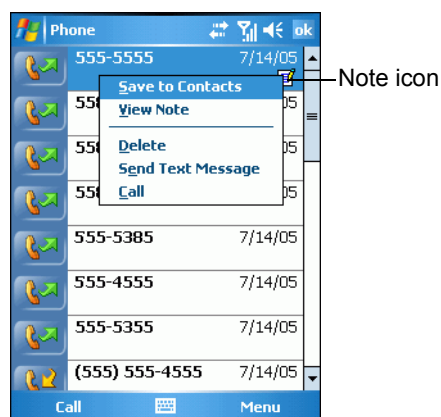 Phone
ok
555-5555 7/14/05
Note icon
Save to Contacts
View Note
Delete
Send Text Message
Call
555-5385 7/14/05
555-4555 7/14/05
555-5355 7/14/05
(555) 555-4555 7/14/05
Call Menu